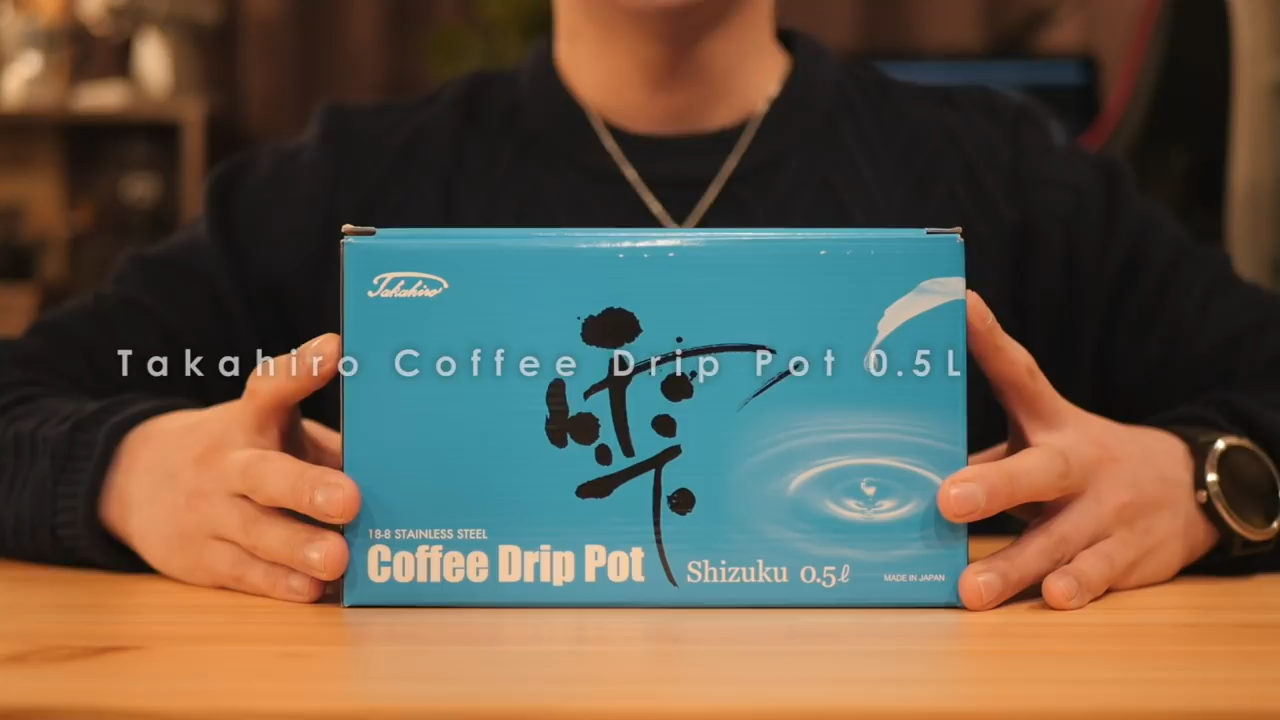 Takahiro
Takahiro Coffee Drip Pot 0.5L
雫
18-8 STAINLESS STEEL
Coffee Drip Pot Shizuku 0.5ℓ
MADE IN JAPAN